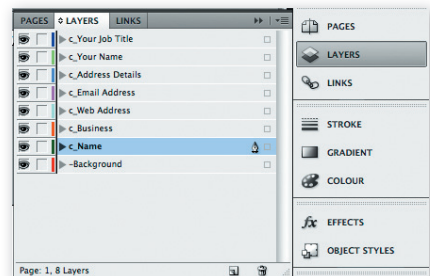 PAGES LAYERS LINKS
c_Your Job Title
c_Your Name
c_Address Details
c_Email Address
c_Web Address
c_Business
c_Name
~Background
Page: 1, 8 Layers
PAGES
LAYERS
LINKS
STROKE
GRADIENT
COLOUR
fx EFFECTS
OBJECT STYLES